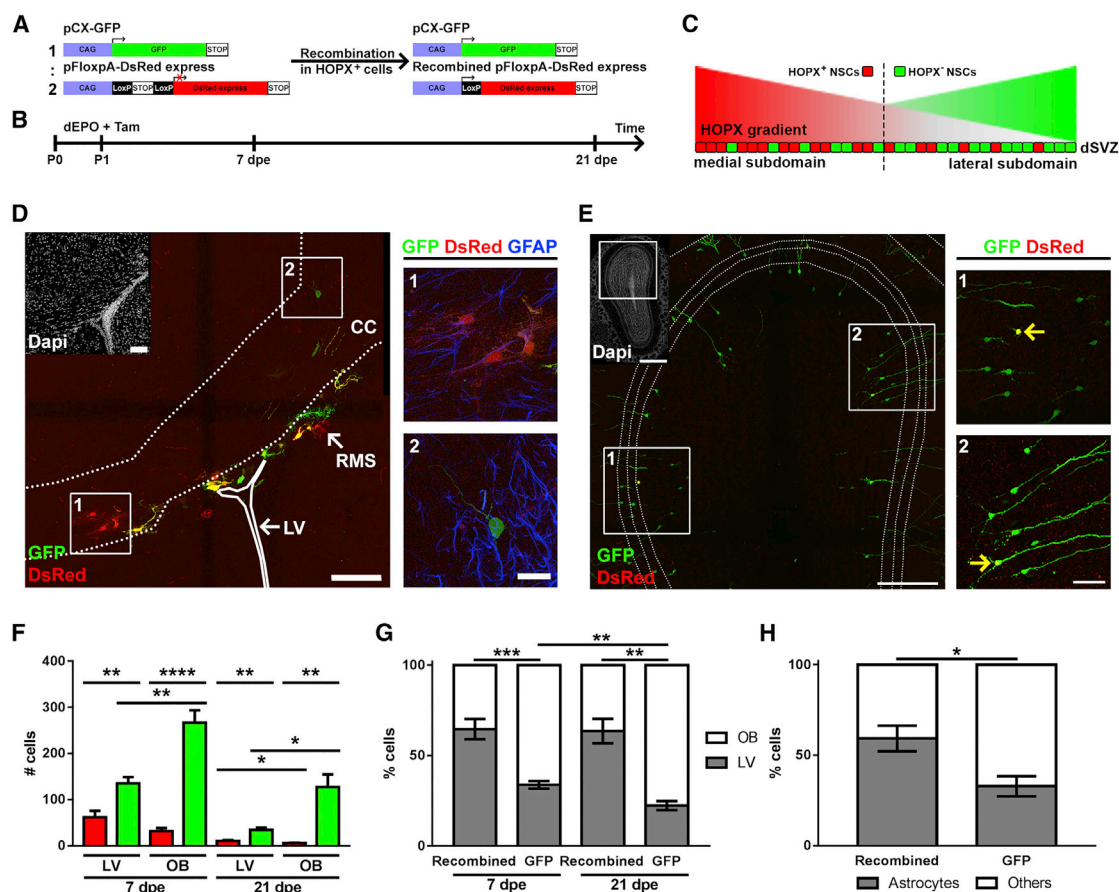 A
pCX-GFP
1
CAG
GFP
STOP
:
pFloxpA-DsRed express
2
CAG
LoxP
STOP
LoxP
DsRed express
STOP
Recombination
in HOPX+ cells
pCX-GFP
CAG
GFP
STOP
Recombined pFloxpA-DsRed express
CAG
LoxP
DsRed express
STOP
B
dEPO + Tam
Time
P0
P1
7 dpe
21 dpe
C
HOPX+ NSCs
HOPX- NSCs
HOPX gradient
dSVZ
medial subdomain
lateral subdomain
D
Dapi
2
CC
RMS
1
LV
GFP
DsRed
GFP DsRed GFAP
1
2
E
Dapi
2
1
GFP
DsRed
GFP DsRed
1
2
F
# cells
400
300
200
100
0
** **** ** **
**
*
*
LV OB LV OB
7 dpe 21 dpe
G
% cells
100
50
0
**
*** **
OB
LV
Recombined GFP Recombined GFP
7 dpe 21 dpe
H
% cells
100
50
0
*
Recombined GFP
Astrocytes Others